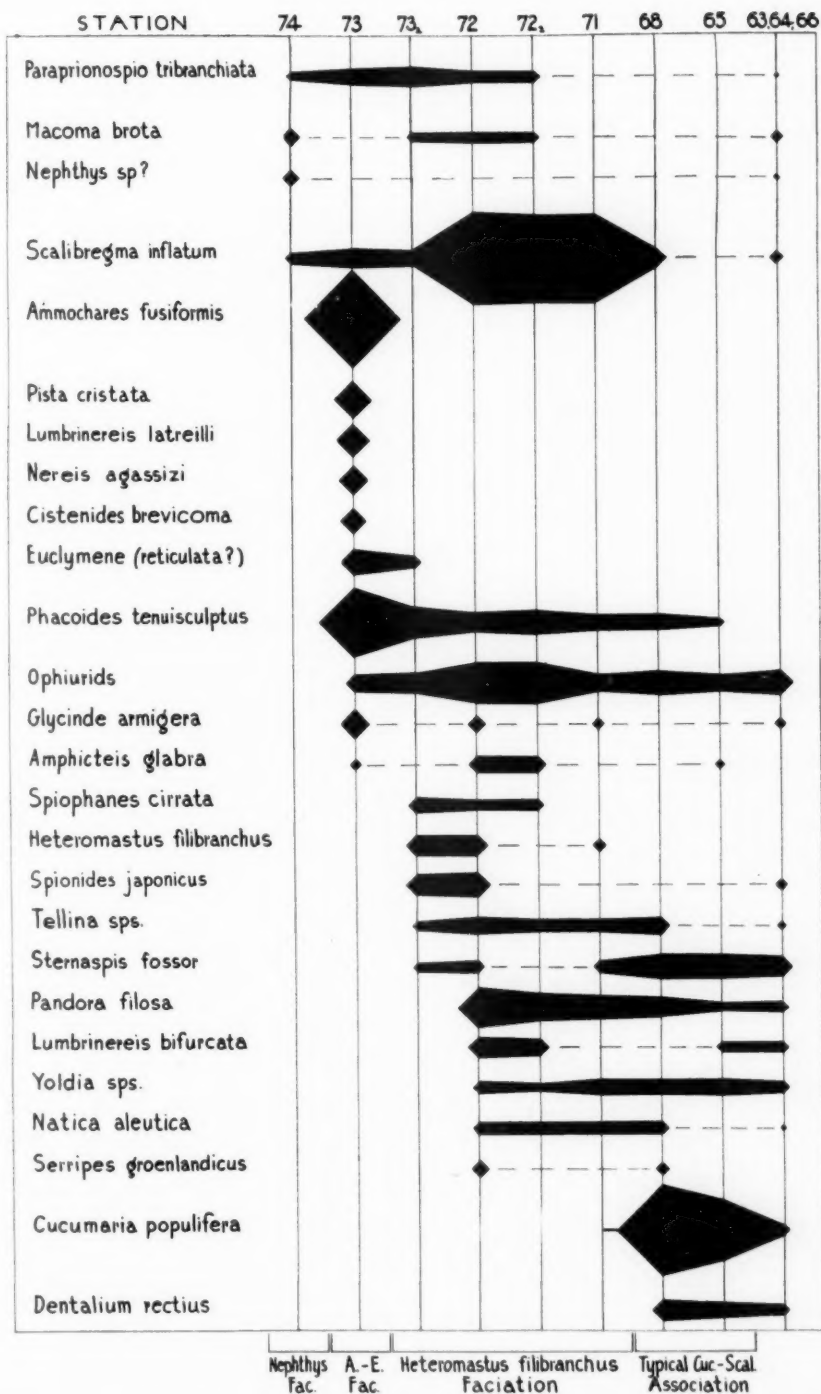 STATION 74 73 73a 72 72a 71 68 65 63,64,66
Paraprionospio tribranchiata
Macoma brota
Nephthys sp?
Scalibregma inflatum
Ammochares fusiformis
Pista cristata
Lumbrinereis latreilli
Nereis agassizi
Cistenides brevicoma
Euclymene (reticulata?)
Phacoides tenuisculptus
Ophiurids
Glycinde armigera
Amphicteis glabra
Spiophanes cirrata
Heteromastus filibranchus
Spionides japonicus
Tellina sps.
Sternaspis fossor
Pandora filosa
Lumbrinereis bifurcata
Yoldia sps.
Natica aleutica
Serripes groenlandicus
Cucumaria populifera
Dentalium rectius
Nephthys A.-E. Heteromastus filibranchus Typical Cuc-Scal.
Fac. Fac. Faciation Association